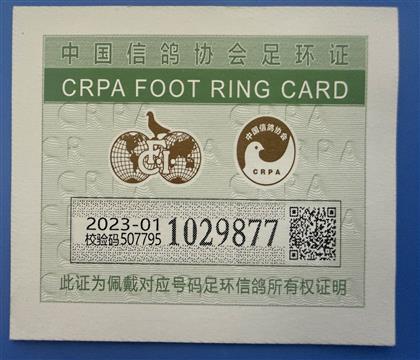 中国信鸽协会足环证
CRPA FOOT RING CARD
中国信鸽协会
CRPA
2023-01
校验码507795
1029877
此证为佩戴对应号码足环信鸽所有权证明